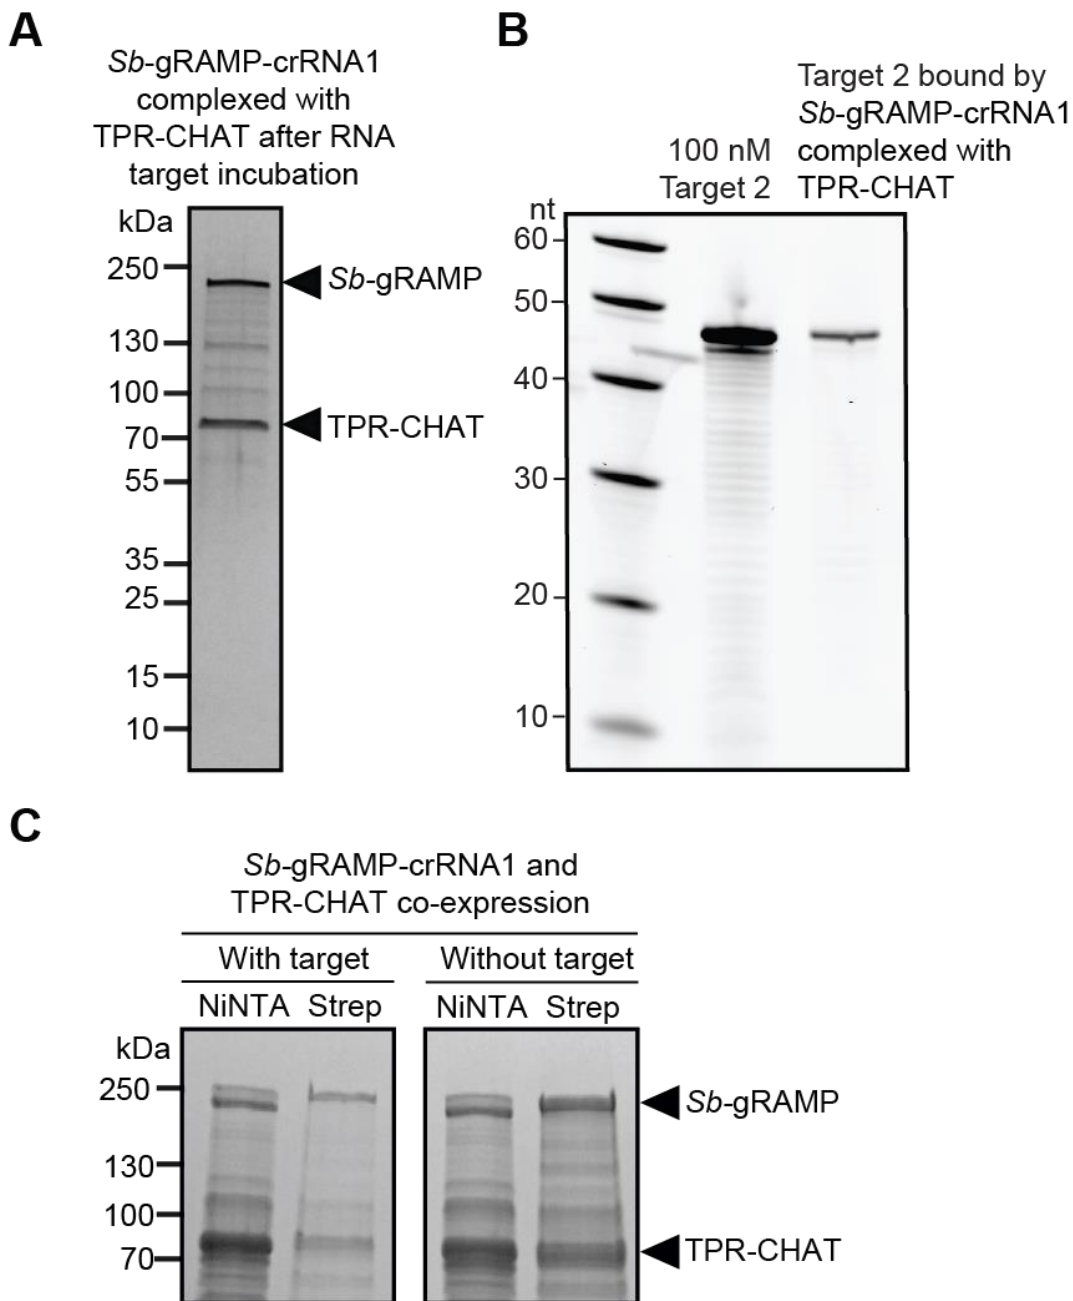 A
Sb-gRAMP-crRNA1
complexed with
TPR-CHAT after RNA
target incubation
kDa
250
130
100
70
55
35
25
15
10
Sb-gRAMP
TPR-CHAT
B
100 nM
Target 2
Target 2 bound by
Sb-gRAMP-crRNA1
complexed with
TPR-CHAT
nt
60
50
40
30
20
10
C
Sb-gRAMP-crRNA1 and
TPR-CHAT co-expression
With target
Without target
NiNTA Strep
NiNTA Strep
kDa
250
130
100
70
Sb-gRAMP
TPR-CHAT